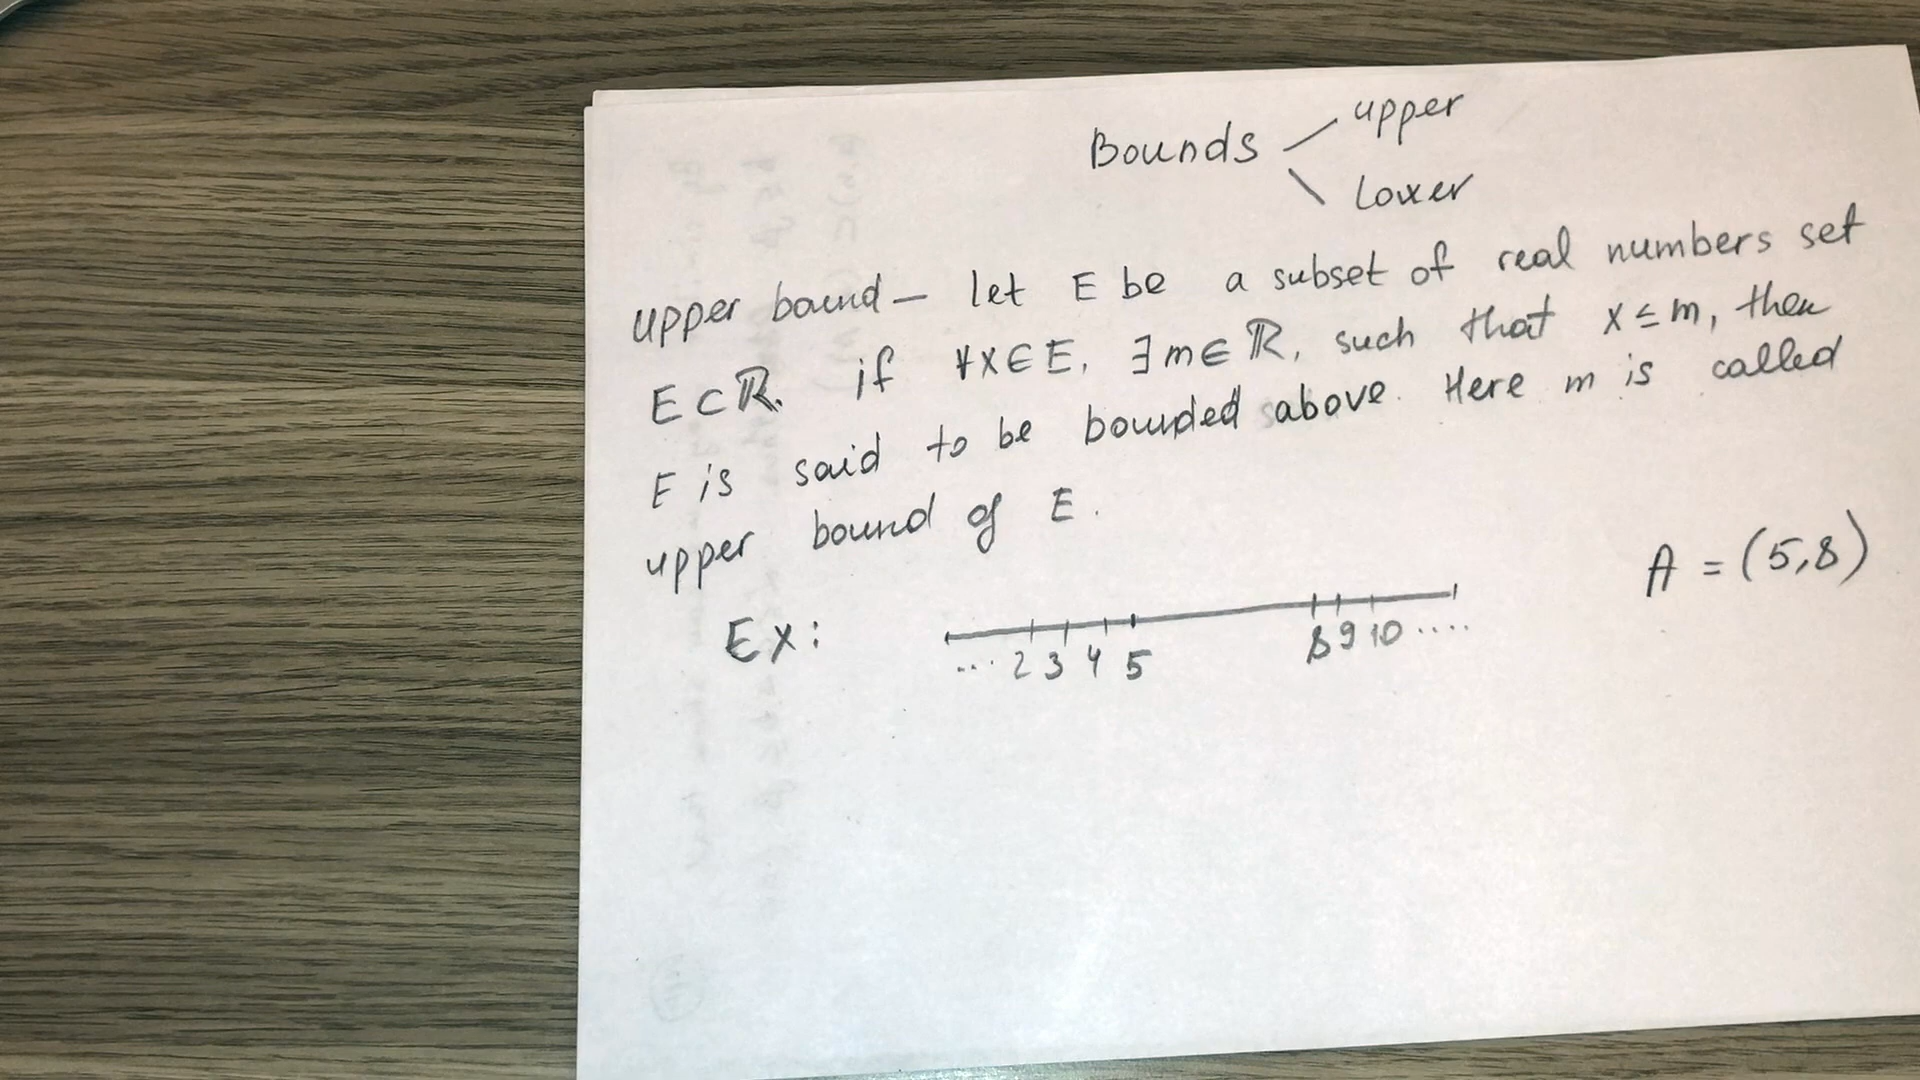 Bounds upper
Lower
upper bound — let E be a subset of real numbers set
E⊂ℝ. if ∀x∈E, ∃m∈ℝ, such that x≤m, then
E is said to be bounded above. Here m is called
upper bound of E.
A = (5,8)
Ex:
... 2 3 4 5 8 9 10 ....